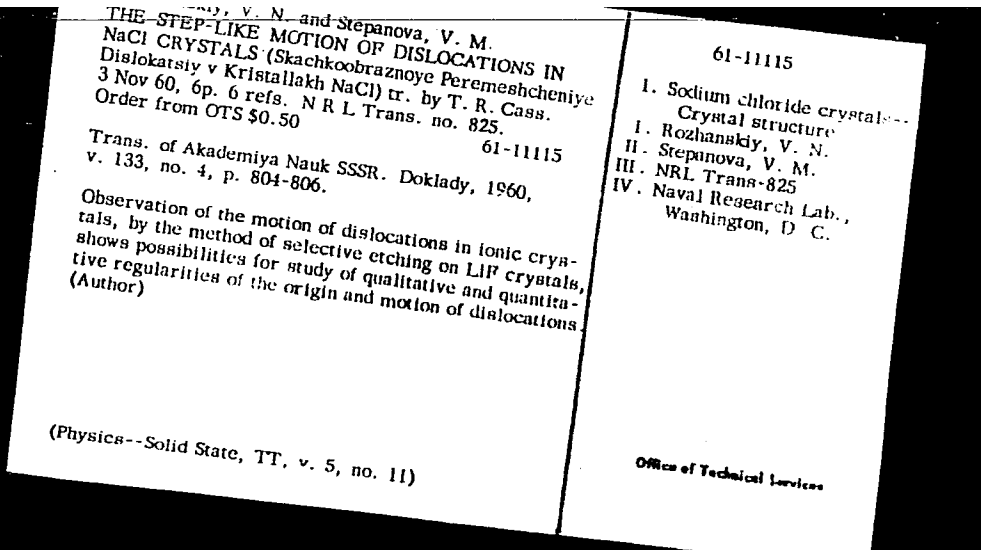 V. N. and Stepanova, V. M.
THE STEP-LIKE MOTION OF DISLOCATIONS IN
NaCl CRYSTALS (Skachkoobraznoye Peremeshcheniye
Dislokatsiy v Kristallakh NaCl) tr. by T. R. Cass.
3 Nov 60, 6p. 6 refs. N R L Trans. no. 825.
Order from OTS $0.50
61-11115
Trans. of Akademiya Nauk SSSR. Doklady, 1960,
v. 133, no. 4, p. 804-806.
Observation of the motion of dislocations in ionic crys-
tals, by the method of selective etching on LiF crystals,
shows possibilities for study of qualitative and quantita-
tive regularities of the origin and motion of dislocations.
(Author)
(Physics--Solid State, TT, v. 5, no. 11)
61-11115
1. Sodium chloride crystals--
Crystal structure
I. Rozhanskiy, V. N.
II. Stepanova, V. M.
III. NRL Trans-825
IV. Naval Research Lab.,
Washington, D. C.
Office of Technical Services